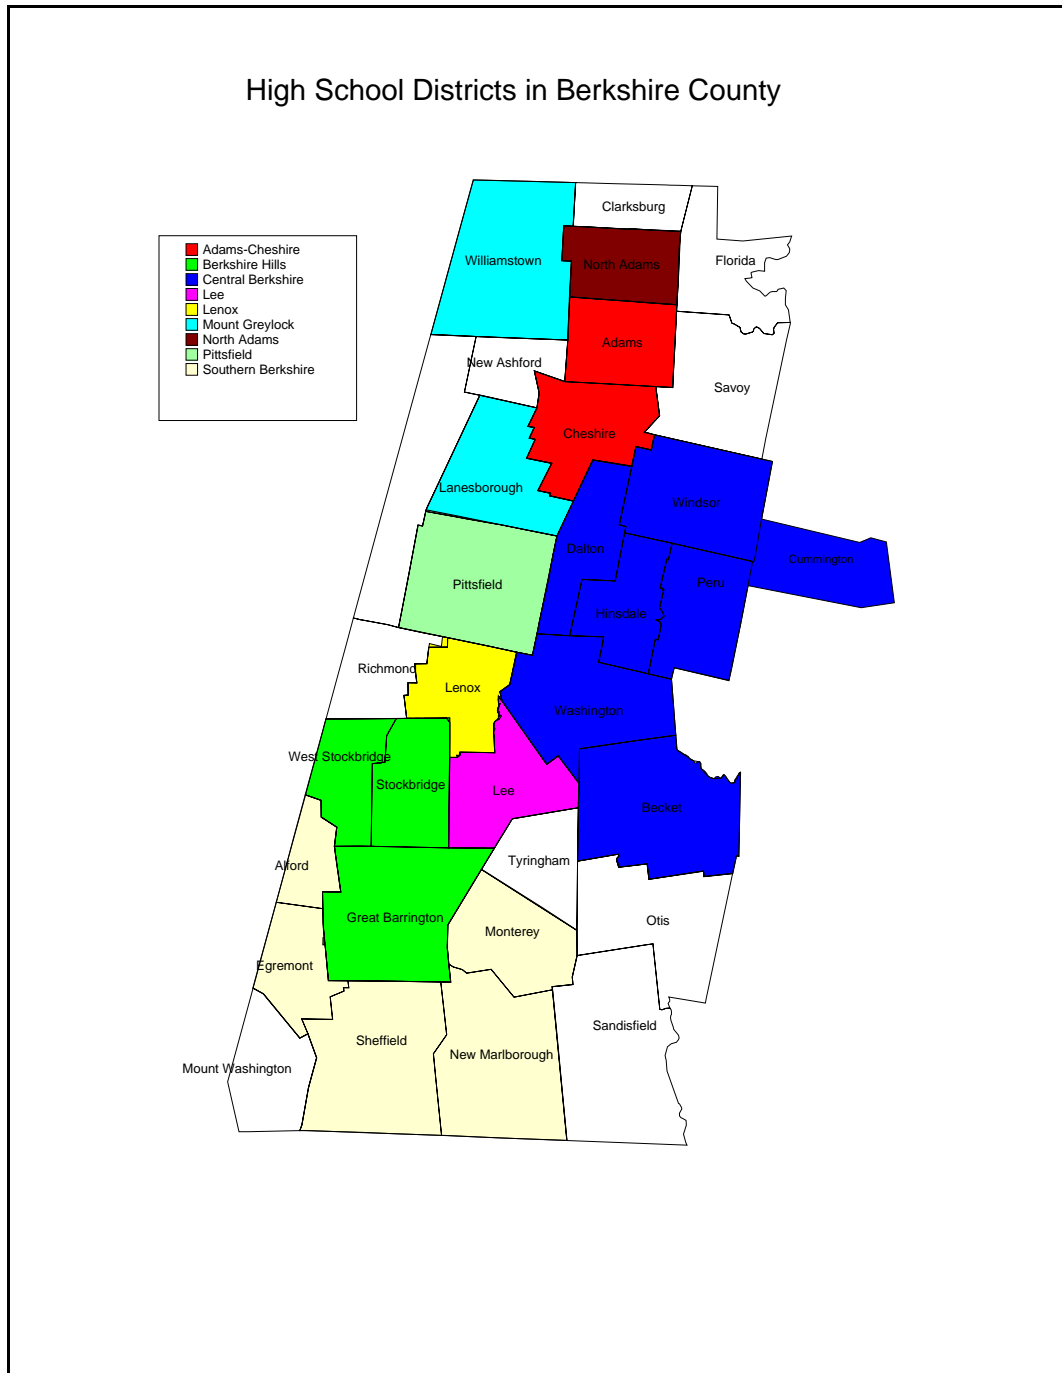 High School Districts in Berkshire County
Adams-Cheshire
Berkshire Hills
Central Berkshire
Lee
Lenox
Mount Greylock
North Adams
Pittsfield
Southern Berkshire
Clarksburg
Williamstown
North Adams
Florida
Adams
New Ashford
Savoy
Cheshire
Lanesborough
Windsor
Dalton
Cummington
Pittsfield
Peru
Hinsdale
Richmond
Lenox
Washington
West Stockbridge
Stockbridge
Lee
Becket
Tyringham
Alford
Great Barrington
Otis
Monterey
Egremont
Sandisfield
Sheffield
New Marlborough
Mount Washington